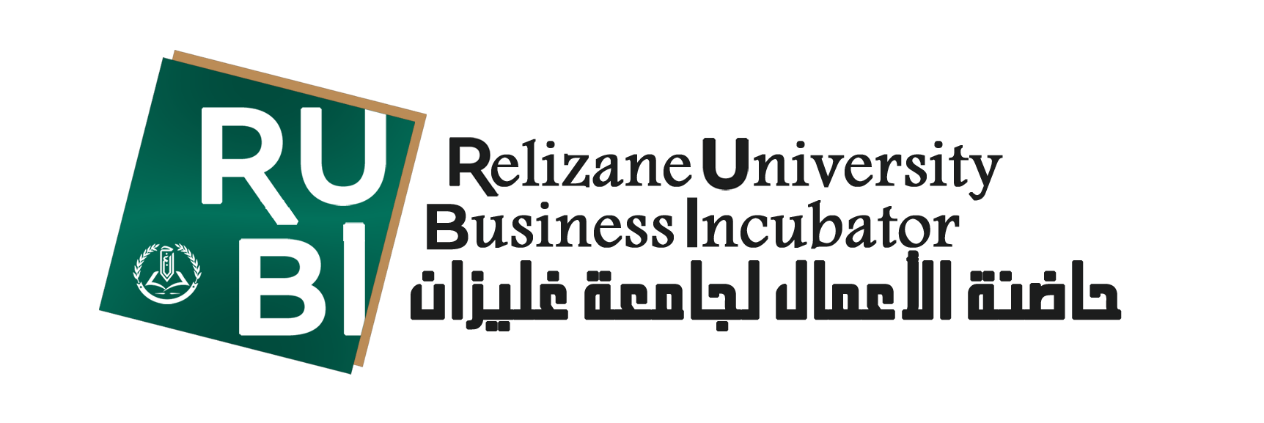 RU
BI
Relizane University
Business Incubator
حاضنة الأعمال لجامعة غليزان